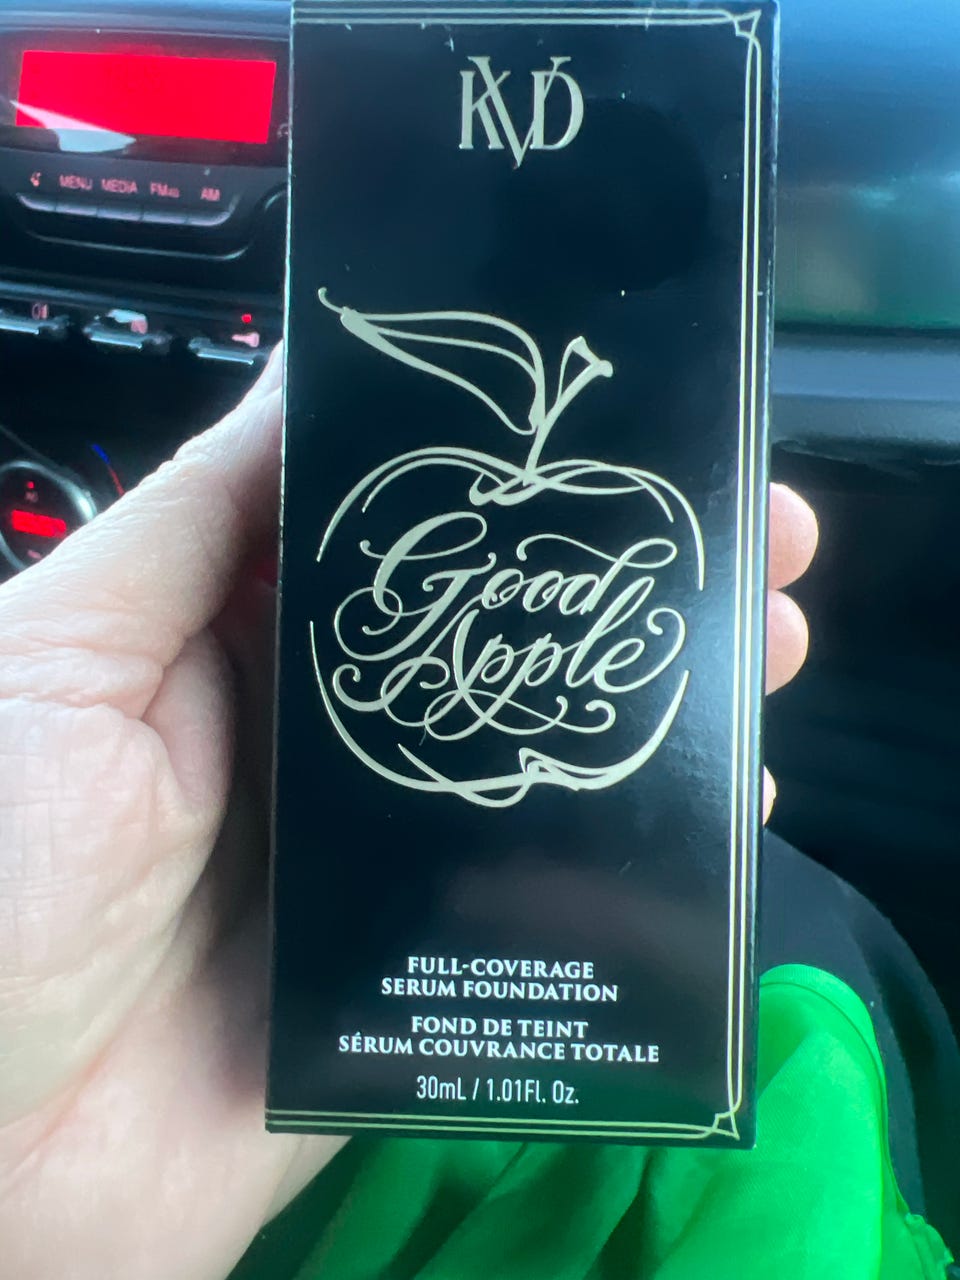 KVD
MENU MEDIA FM AM
Good
Apple
FULL-COVERAGE
SERUM FOUNDATION
FOND DE TEINT
SÉRUM COUVRANCE TOTALE
30mL / 1.01Fl. Oz.